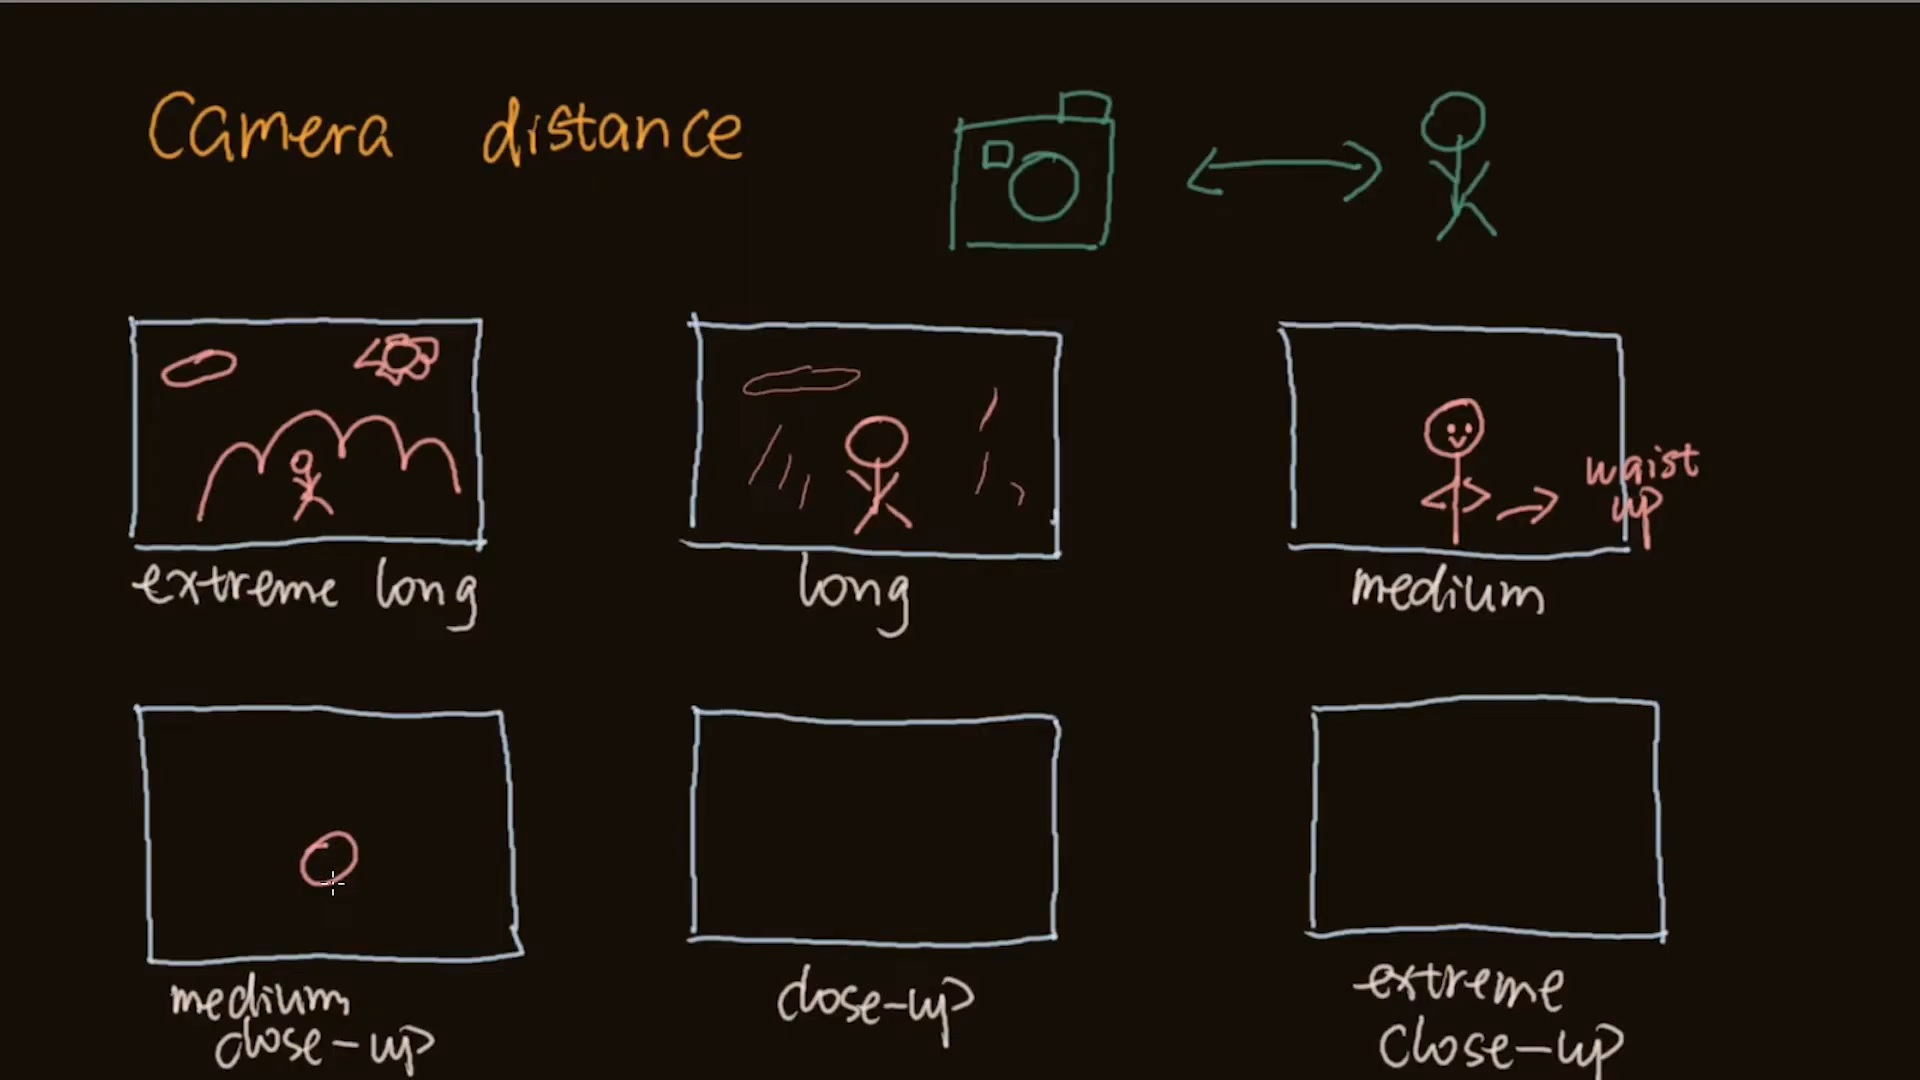 Camera distance
waist
up
extreme long
long
medium
medium
close-up
close-up
extreme
close-up